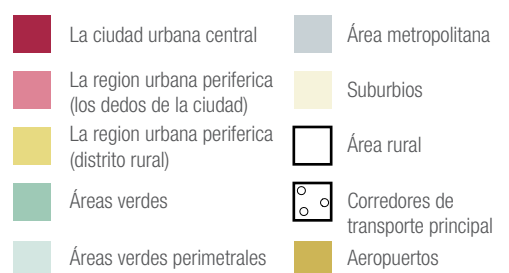 La ciudad urbana central
La region urbana periferica
(los dedos de la ciudad)
La region urbana periferica
(distrito rural)
Áreas verdes
Áreas verdes perimetrales
Área metropolitana
Suburbios
Área rural
Corredores de
transporte principal
Aeropuertos